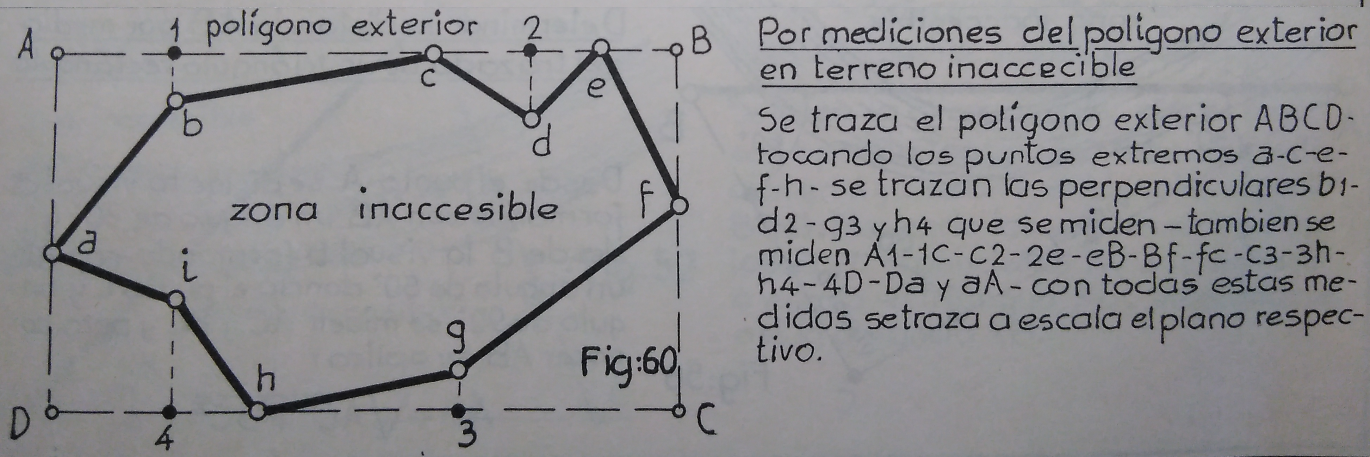 A 1 polígono exterior 2 B
c
e
b
d
zona inaccesible
f
a
i
g
Fig:60
h
D 4 3 C
Por mediciones del poligono exterior
en terreno inaccecible
Se traza el polígono exterior ABCD-
tocando los puntos extremos a-c-e-
f-h- se trazan las perpendiculares b1-
d2-g3 y h4 que se miden-tambien se
miden A1-1C-C2-2e-eB-Bf-fc-C3-3h-
h4-4D-Da y aA-con todas estas me-
didas se traza a escala el plano respec-
tivo.